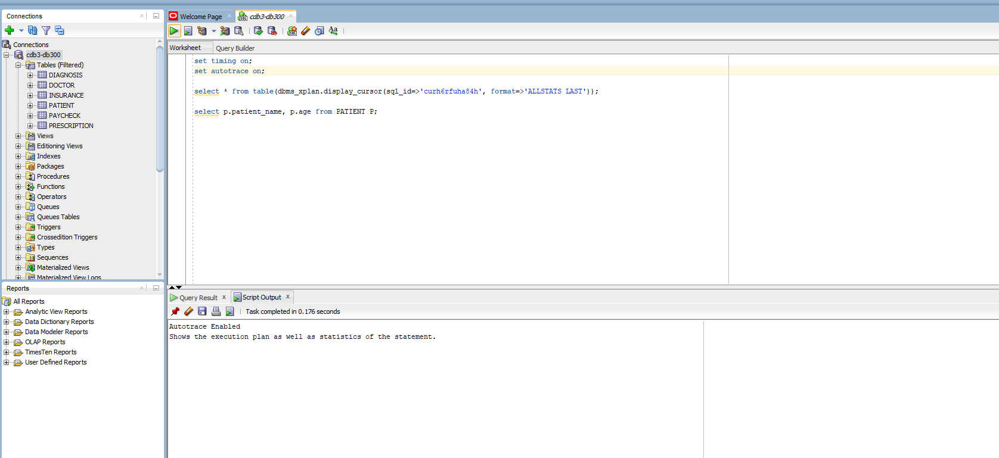 Connections
Connections
cdb3-db300
Tables (Filtered)
DIAGNOSIS
DOCTOR
INSURANCE
PATIENT
PAYCHECK
PRESCRIPTION
Views
Editioning Views
Indexes
Packages
Procedures
Functions
Operators
Queues
Queues Tables
Triggers
Crossedition Triggers
Types
Sequences
Materialized Views
Materialized View Logs
Reports
All Reports
Analytic View Reports
Data Dictionary Reports
Data Modeler Reports
OLAP Reports
TimesTen Reports
User Defined Reports
Welcome Page
cdb3-db300
Worksheet
Query Builder
set timing on;
set autotrace on;
select * from table(dbms_xplan.display_cursor(sql_id=>'curh6rfuha84h', format=>'ALLSTATS LAST'));
select p.patient_name, p.age from PATIENT P;
Query Result
Script Output
Task completed in 0.176 seconds
Autotrace Enabled
Shows the execution plan as well as statistics of the statement.